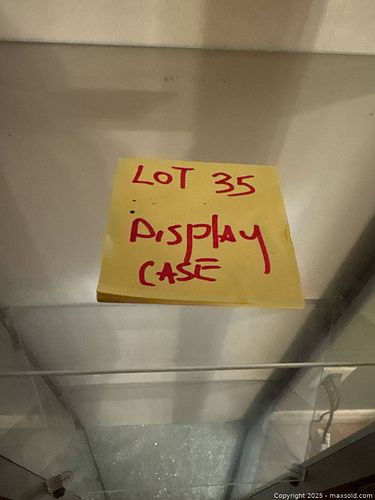 LOT 35
DISplAy
CASE
Copyright 2025 - maxsold.com